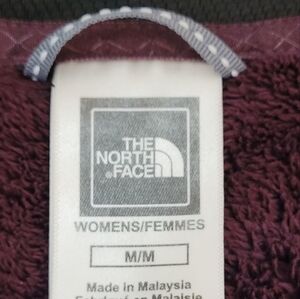 THE
NORTH
FACE
WOMENS/FEMMES
M/M
Made in Malaysia